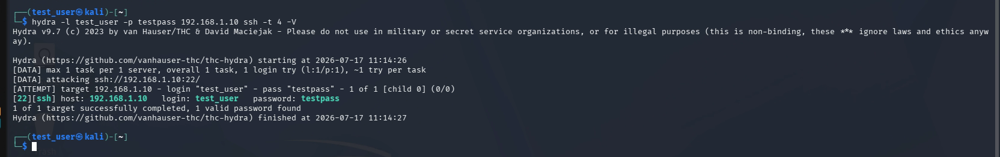 ┌──(test_user㉿kali)-[~]
└─$ hydra -l test_user -p testpass 192.168.1.10 ssh -t 4 -V
Hydra v9.7 (c) 2023 by van Hauser/THC & David Maciejak - Please do not use in military or secret service organizations, or for illegal purposes (this is non-binding, these *** ignore laws and ethics anyw
ay).
Hydra (https://github.com/vanhauser-thc/thc-hydra) starting at 2026-07-17 11:14:26
[DATA] max 1 task per 1 server, overall 1 task, 1 login try (l:1/p:1), ~1 try per task
[DATA] attacking ssh://192.168.1.10:22/
[ATTEMPT] target 192.168.1.10 - login "test_user" - pass "testpass" - 1 of 1 [child 0] (0/0)
[22][ssh] host: 192.168.1.10   login: test_user   password: testpass
1 of 1 target successfully completed, 1 valid password found
Hydra (https://github.com/vanhauser-thc/thc-hydra) finished at 2026-07-17 11:14:27
┌──(test_user㉿kali)-[~]
└─$